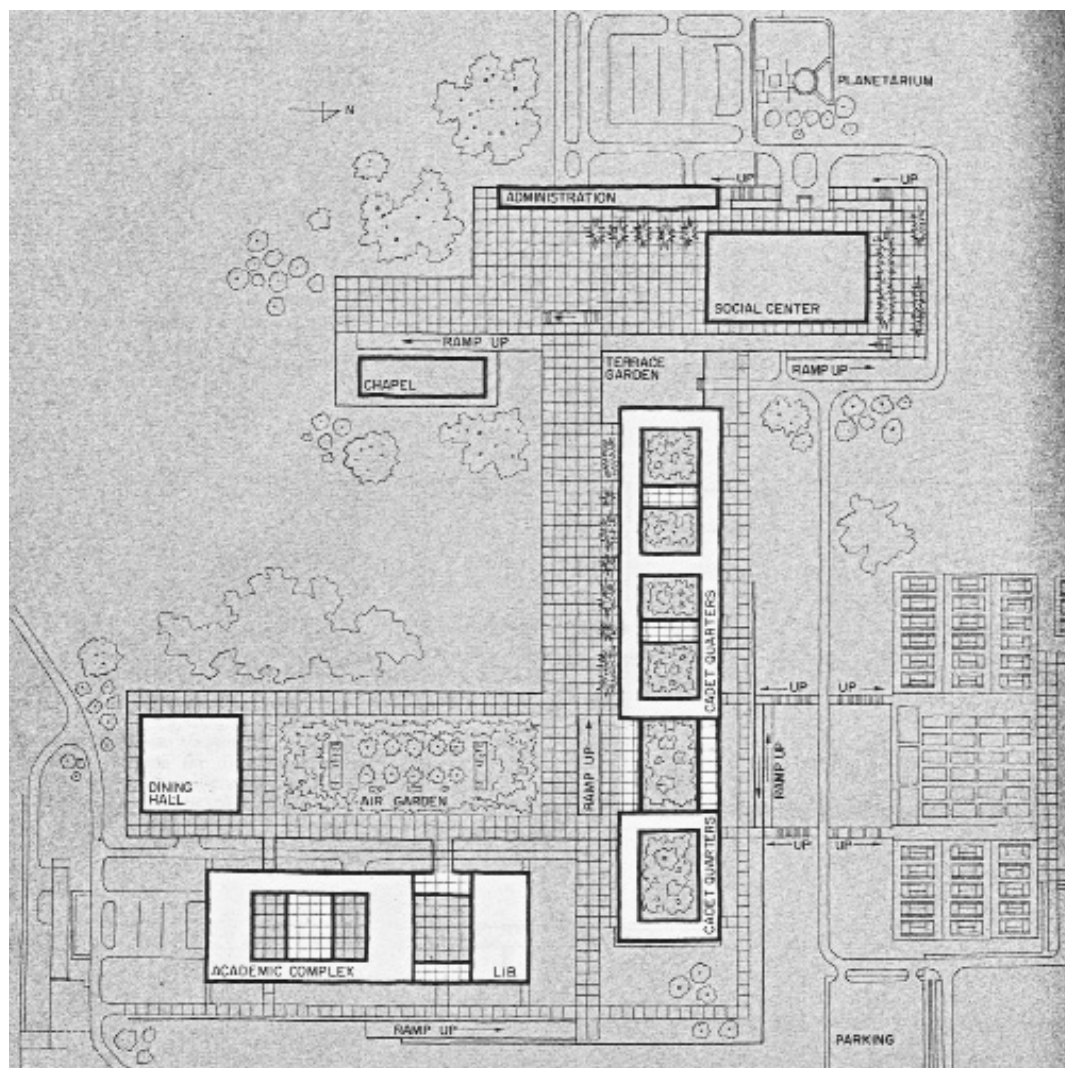 PLANETARIUM
N
UP
UP
ADMINISTRATION
SOCIAL CENTER
RAMP UP
TERRACE
GARDEN
RAMP UP
CHAPEL
CADET QUARTERS
UP
UP
DINING
HALL
AIR GARDEN
RAMP UP
RAMP UP
CADET QUARTERS
UP
UP
ACADEMIC COMPLEX
LIB
RAMP UP
PARKING